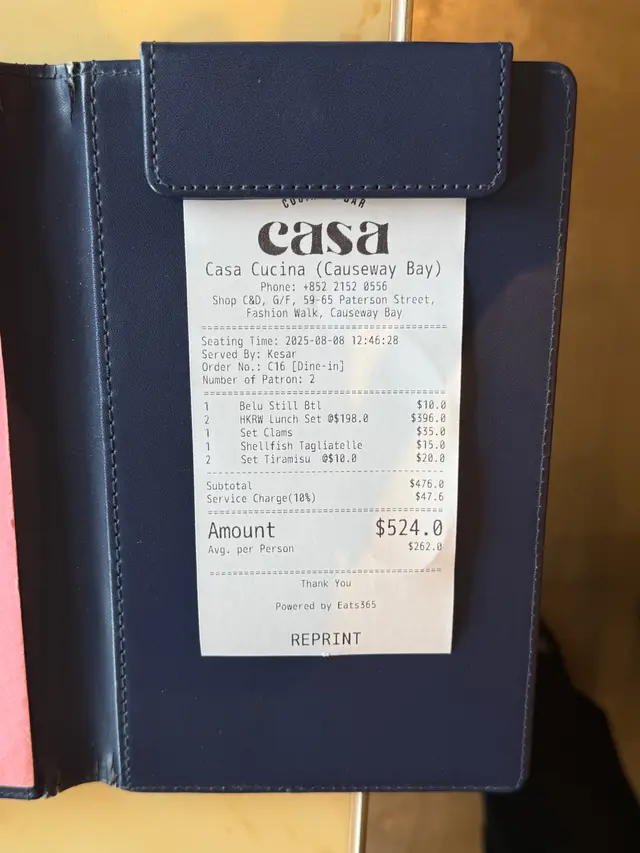 casa
Casa Cucina (Causeway Bay)
Phone: +852 2152 0556
Shop C&D, G/F, 59-65 Paterson Street,
Fashion Walk, Causeway Bay
Seating Time: 2025-08-08 12:46:28
Served By: Kesar
Order No.: C16 [Dine-in]
Number of Patron: 2
1 Belu Still Btl $10.0
2 HKRW Lunch Set @$198.0 $396.0
1 Set Clams $35.0
1 Shellfish Tagliatelle $15.0
2 Set Tiramisu @$10.0 $20.0
Subtotal $476.0
Service Charge(10%) $47.6
Amount $524.0
Avg. per Person $262.0
Thank You
Powered by Eats365
REPRINT